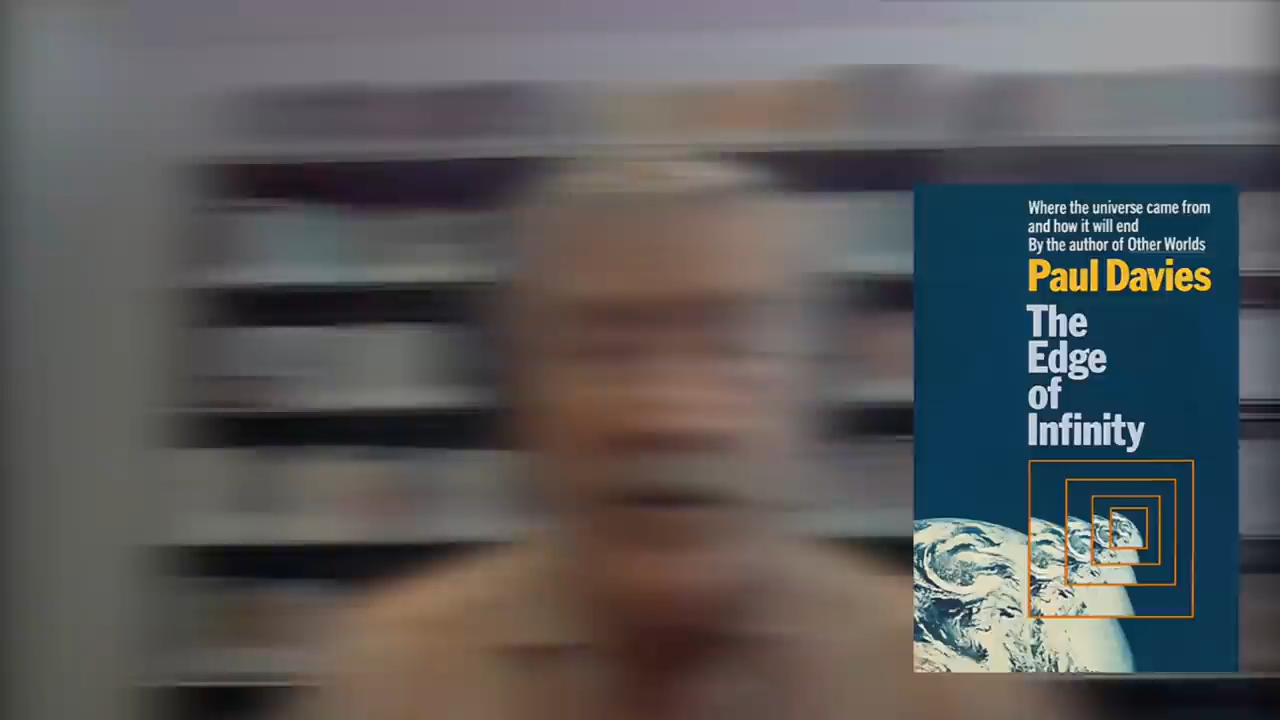 Where the universe came from
and how it will end
By the author of Other Worlds
Paul Davies
The
Edge
of
Infinity